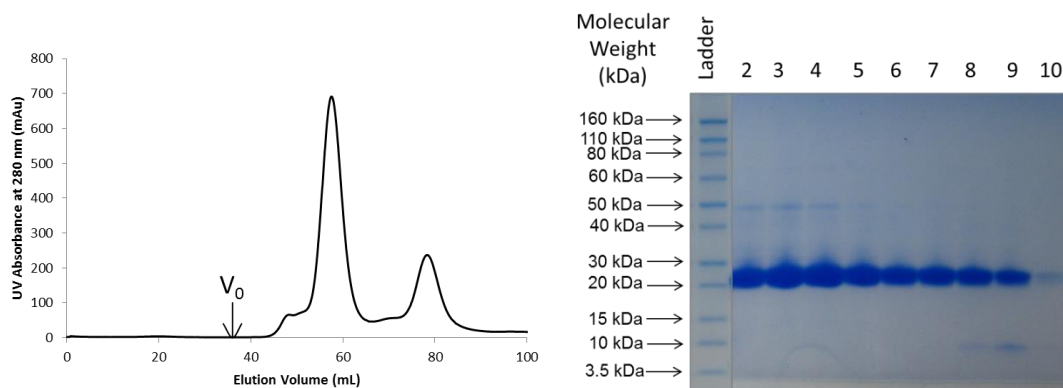 800
700
600
500
400
300
200
100
0
UV Absorbance at 280 nm (mAu)
V0
0 20 40 60 80 100
Elution Volume (mL)
Molecular
Weight
(kDa)
Ladder
2 3 4 5 6 7 8 9 10
160 kDa
110 kDa
80 kDa
60 kDa
50 kDa
40 kDa
30 kDa
20 kDa
15 kDa
10 kDa
3.5 kDa